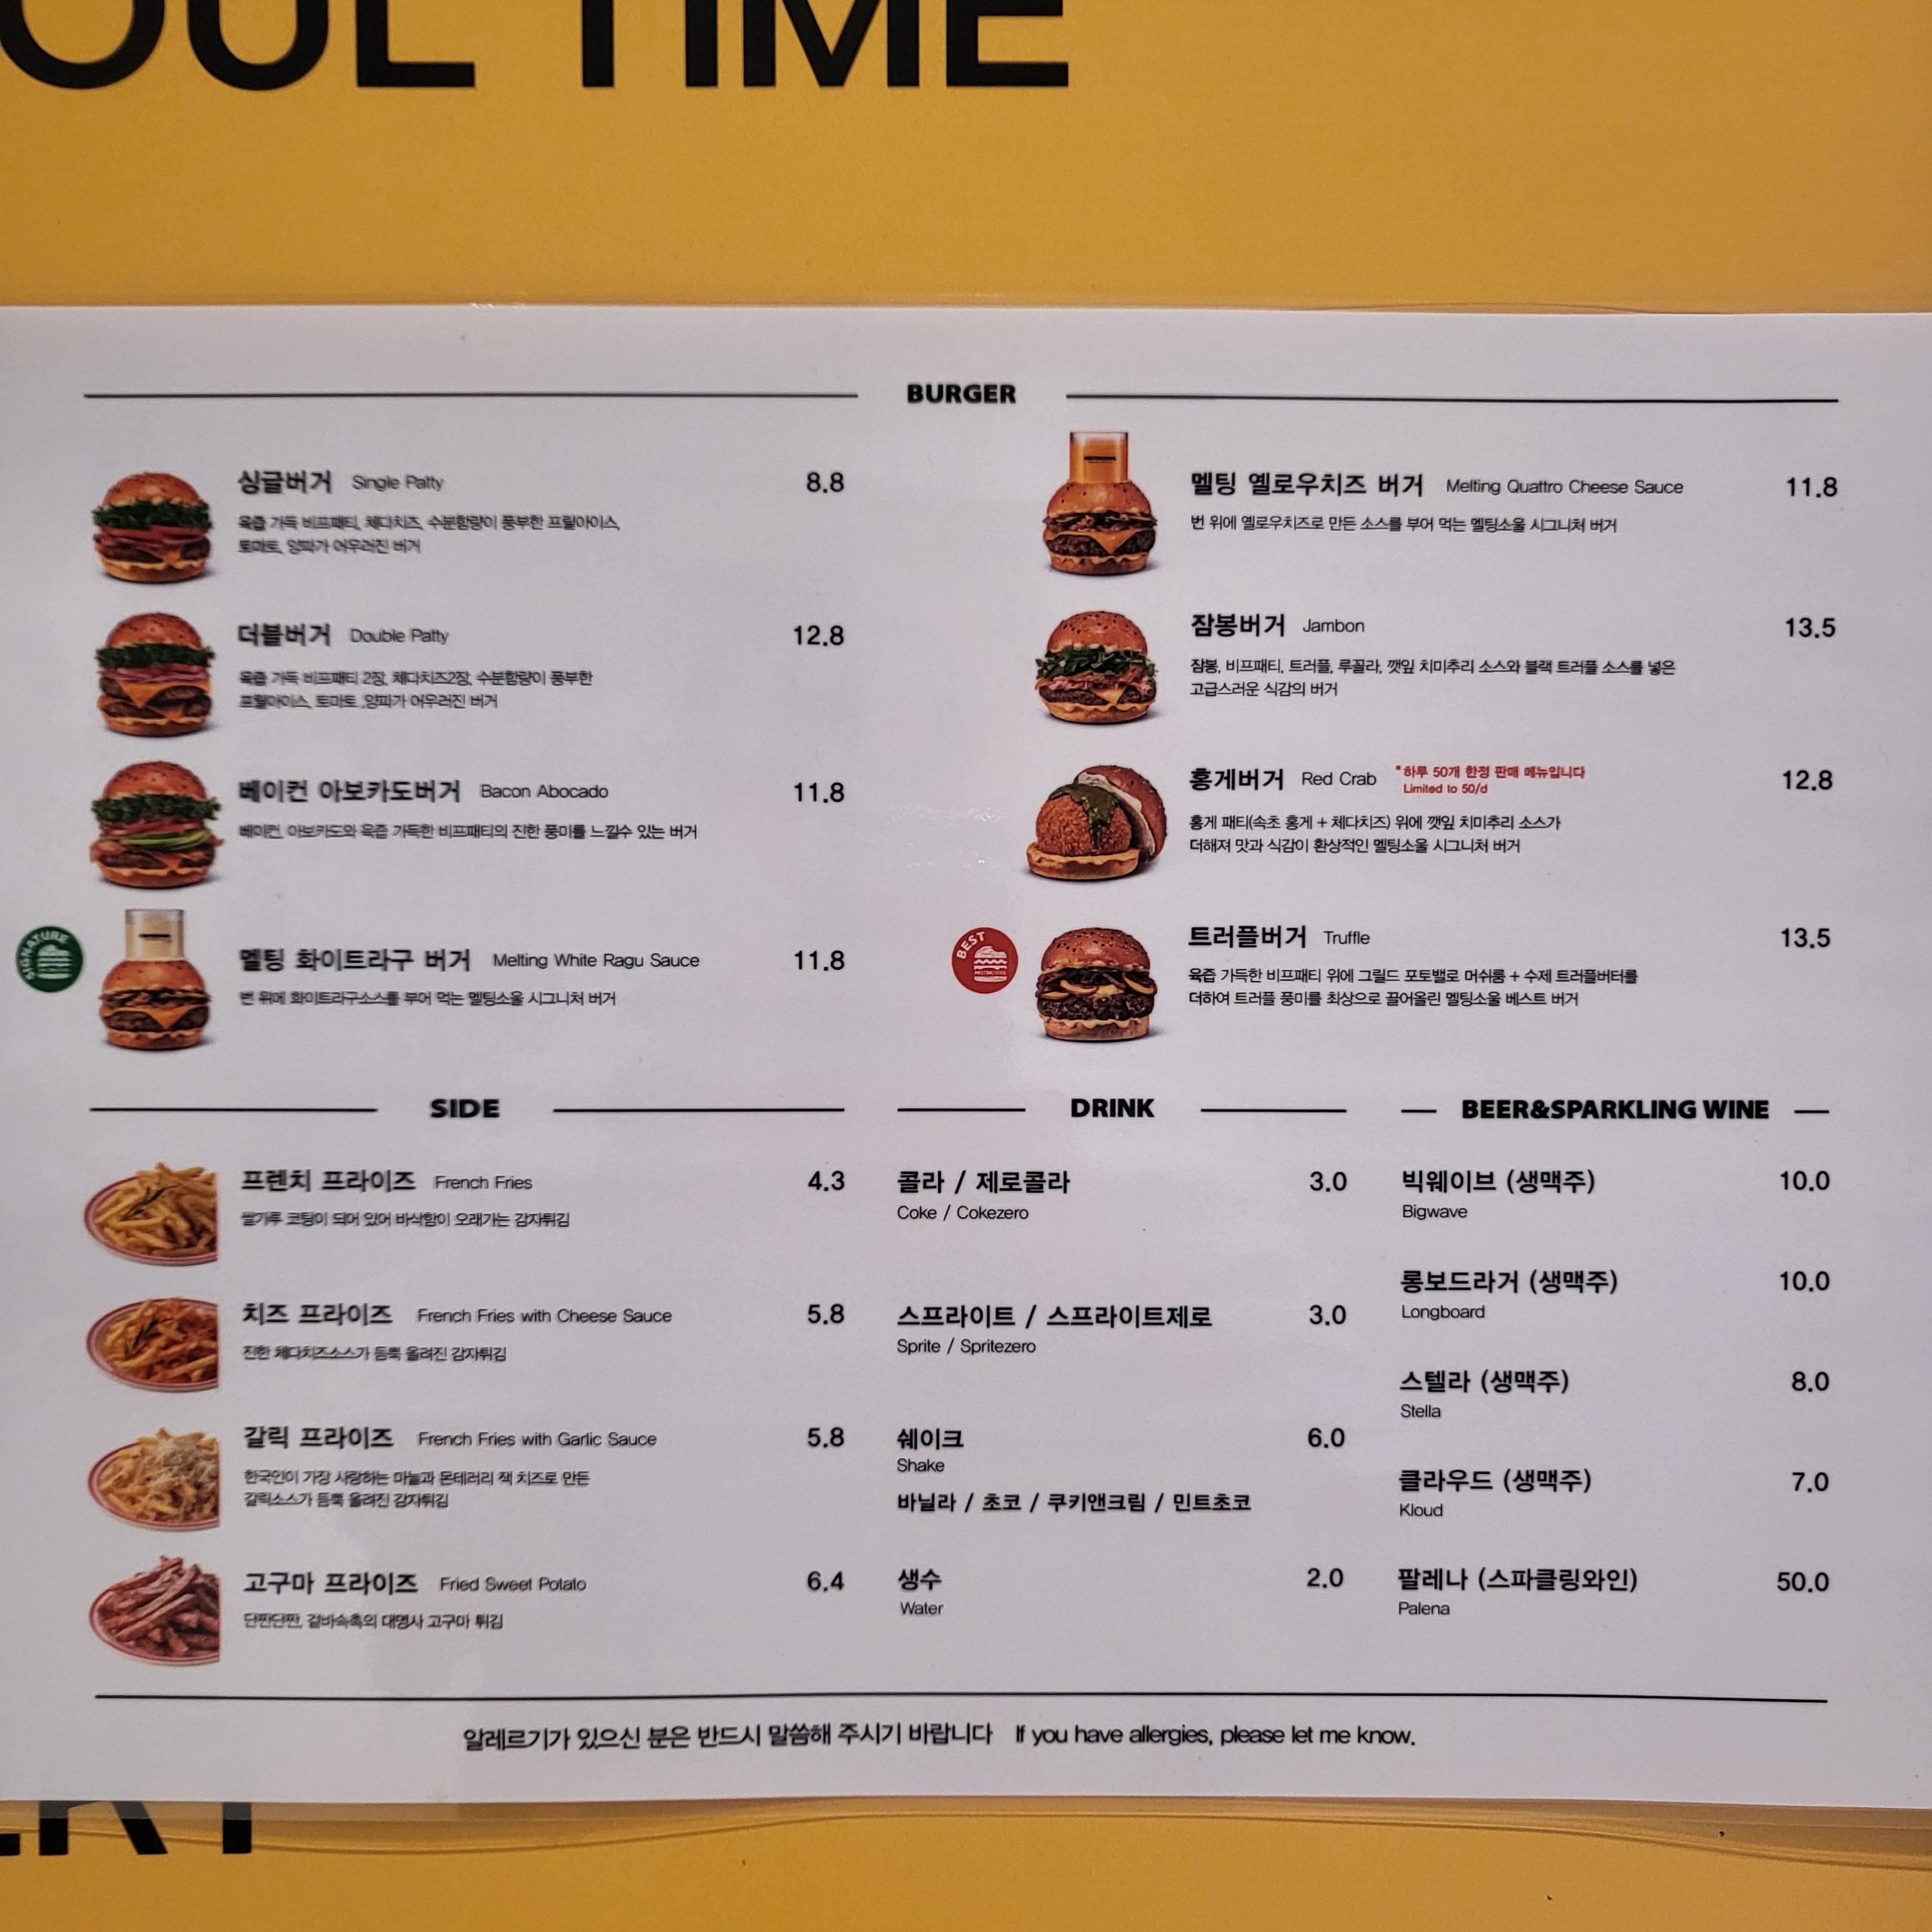 OUL TIME
BURGER
싱글버거 Single Patty 8.8
육즙 가득 비프패티, 체다치즈, 수분함량이 풍부한 프릴아이스,
토마토, 양파가 어우러진 버거
더블버거 Double Patty 12.8
육즙 가득 비프패티 2장, 체다치즈2장, 수분함량이 풍부한
프릴아이스, 토마토 ,양파가 어우러진 버거
베이컨 아보카도버거 Bacon Abocado 11.8
베이컨, 아보카도와 육즙 가득한 비프패티의 진한 풍미를 느낄수 있는 버거
SIGNATURE
멜팅 화이트라구 버거 Melting White Ragu Sauce 11.8
번 위에 화이트라구소스를 부어 먹는 멜팅소울 시그니처 버거
멜팅 옐로우치즈 버거 Melting Quattro Cheese Sauce 11.8
번 위에 옐로우치즈로 만든 소스를 부어 먹는 멜팅소울 시그니처 버거
잠봉버거 Jambon 13.5
잠봉, 비프패티, 트러플, 루꼴라, 깻잎 치미추리 소스와 블랙 트러플 소스를 넣은
고급스러운 식감의 버거
홍게버거 Red Crab *하루 50개 한정 판매 메뉴입니다 12.8
Limited to 50/d
홍게 패티(속초 홍게 + 체다치즈) 위에 깻잎 치미추리 소스가
더해져 맛과 식감이 환상적인 멜팅소울 시그니처 버거
BEST
트러플버거 Truffle 13.5
육즙 가득한 비프패티 위에 그릴드 포토밸로 머쉬룸 + 수제 트러플버터를
더하여 트러플 풍미를 최상으로 끌어올린 멜팅소울 베스트 버거
SIDE
프렌치 프라이즈 French Fries 4.3
쌀가루 코팅이 되어 있어 바삭함이 오래가는 감자튀김
치즈 프라이즈 French Fries with Cheese Sauce 5.8
진한 체다치즈소스가 듬뿍 올려진 감자튀김
갈릭 프라이즈 French Fries with Garlic Sauce 5.8
한국인이 가장 사랑하는 마늘과 몬테러리 잭 치즈로 만든
갈릭소스가 듬뿍 올려진 감자튀김
고구마 프라이즈 Fried Sweet Potato 6.4
단짠단짠, 겉바속촉의 대명사 고구마 튀김
DRINK
콜라 / 제로콜라 3.0
Coke / Cokezero
스프라이트 / 스프라이트제로 3.0
Sprite / Spritezero
쉐이크 6.0
Shake
바닐라 / 초코 / 쿠키앤크림 / 민트초코
생수 2.0
Water
BEER&SPARKLING WINE
빅웨이브 (생맥주) 10.0
Bigwave
롱보드라거 (생맥주) 10.0
Longboard
스텔라 (생맥주) 8.0
Stella
클라우드 (생맥주) 7.0
Kloud
팔레나 (스파클링와인) 50.0
Palena
알레르기가 있으신 분은 반드시 말씀해 주시기 바랍니다 If you have allergies, please let me know.